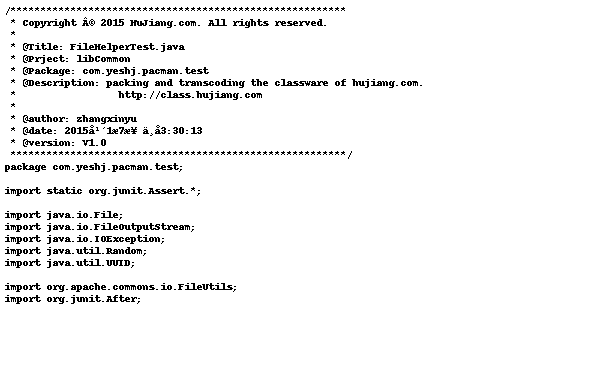 /********************************************************
 * Copyright Â© 2015 HuJiang.com. All rights reserved.
 *
 * @Title: FileHelperTest.java
 * @Prject: libCommon
 * @Package: com.yeshj.pacman.test
 * @Description: packing and transcoding the classware of hujiang.com.
 *                 http://class.hujiang.com
 *
 * @author: zhangxinyu
 * @date: 2015å¹´1æ7æ¥ ä¸å3:30:13
 * @version: V1.0
 ********************************************************/
package com.yeshj.pacman.test;

import static org.junit.Assert.*;

import java.io.File;
import java.io.FileOutputStream;
import java.io.IOException;
import java.util.Random;
import java.util.UUID;

import org.apache.commons.io.FileUtils;
import org.junit.After;